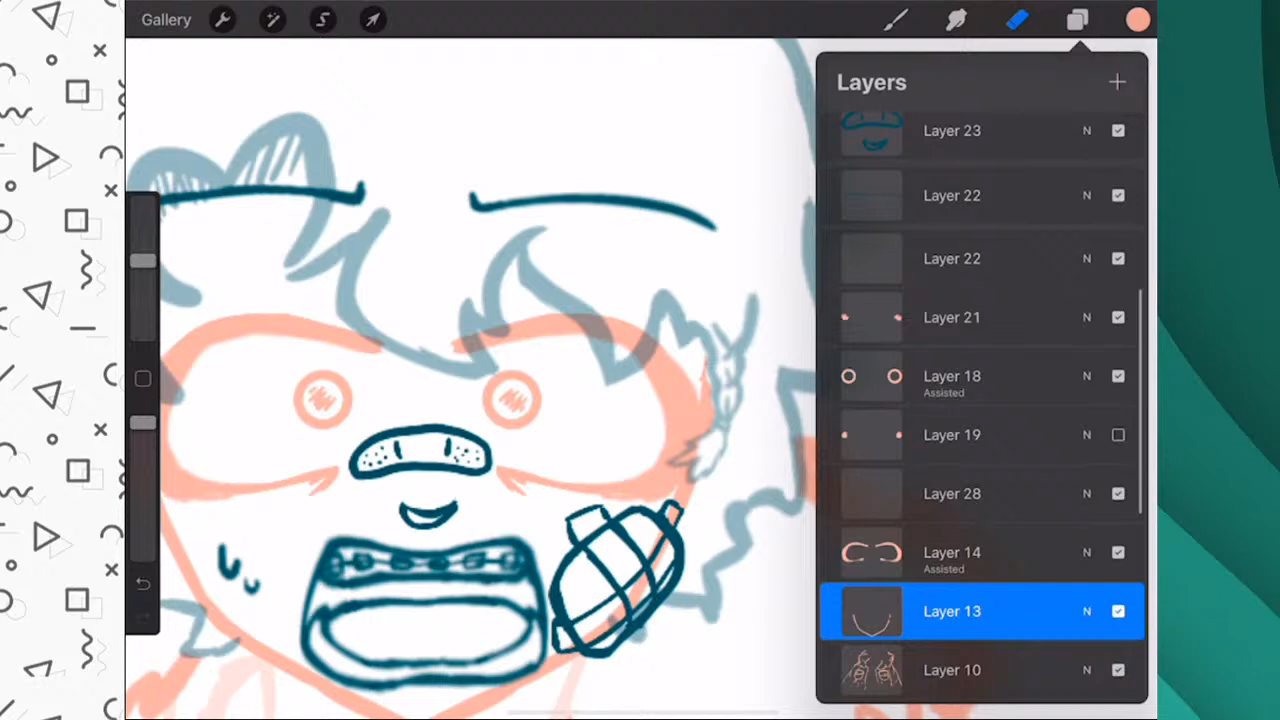 Gallery
Layers
Layer 23 N
Layer 22 N
Layer 22 N
Layer 21 N
Layer 18 N
Assisted
Layer 19 N
Layer 28 N
Layer 14 N
Assisted
Layer 13 N
Layer 10 N